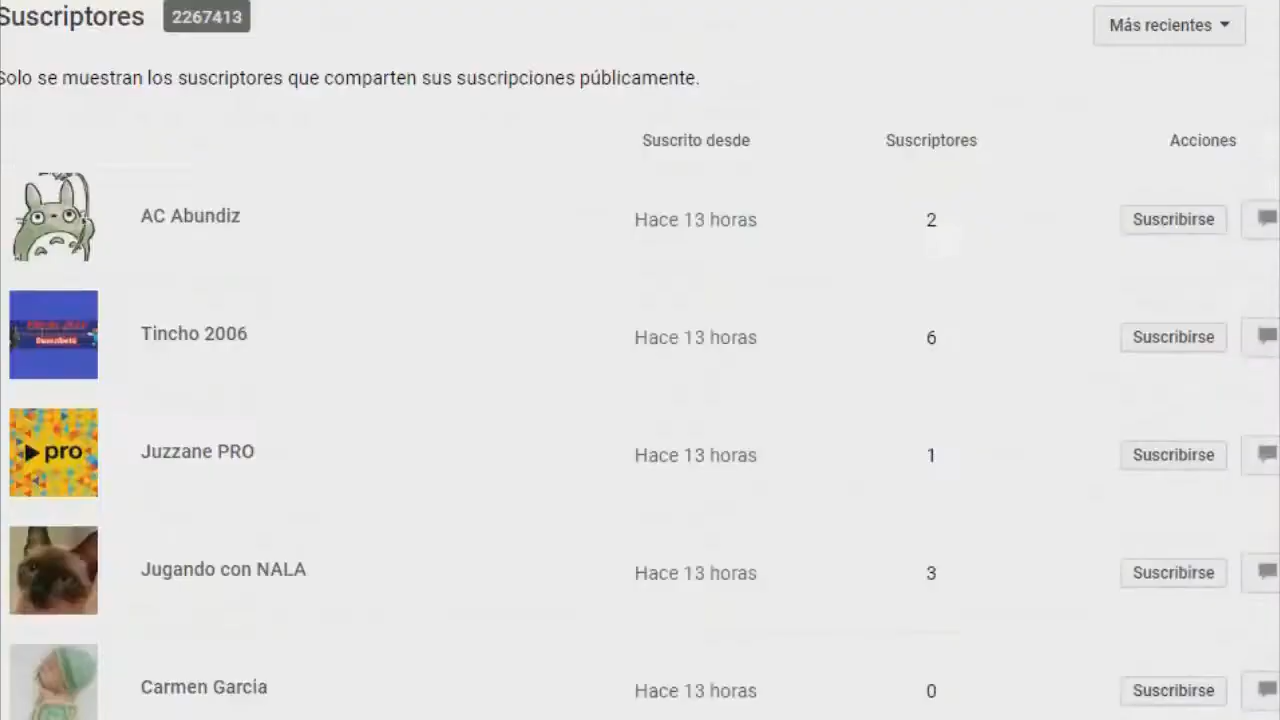 Suscriptores 2267413 Más recientes
Solo se muestran los suscriptores que comparten sus suscripciones públicamente.
Suscrito desde Suscriptores Acciones
AC Abundiz Hace 13 horas 2 Suscribirse
Tincho 2006 Hace 13 horas 6 Suscribirse
pro
Juzzane PRO Hace 13 horas 1 Suscribirse
Jugando con NALA Hace 13 horas 3 Suscribirse
Carmen Garcia Hace 13 horas 0 Suscribirse